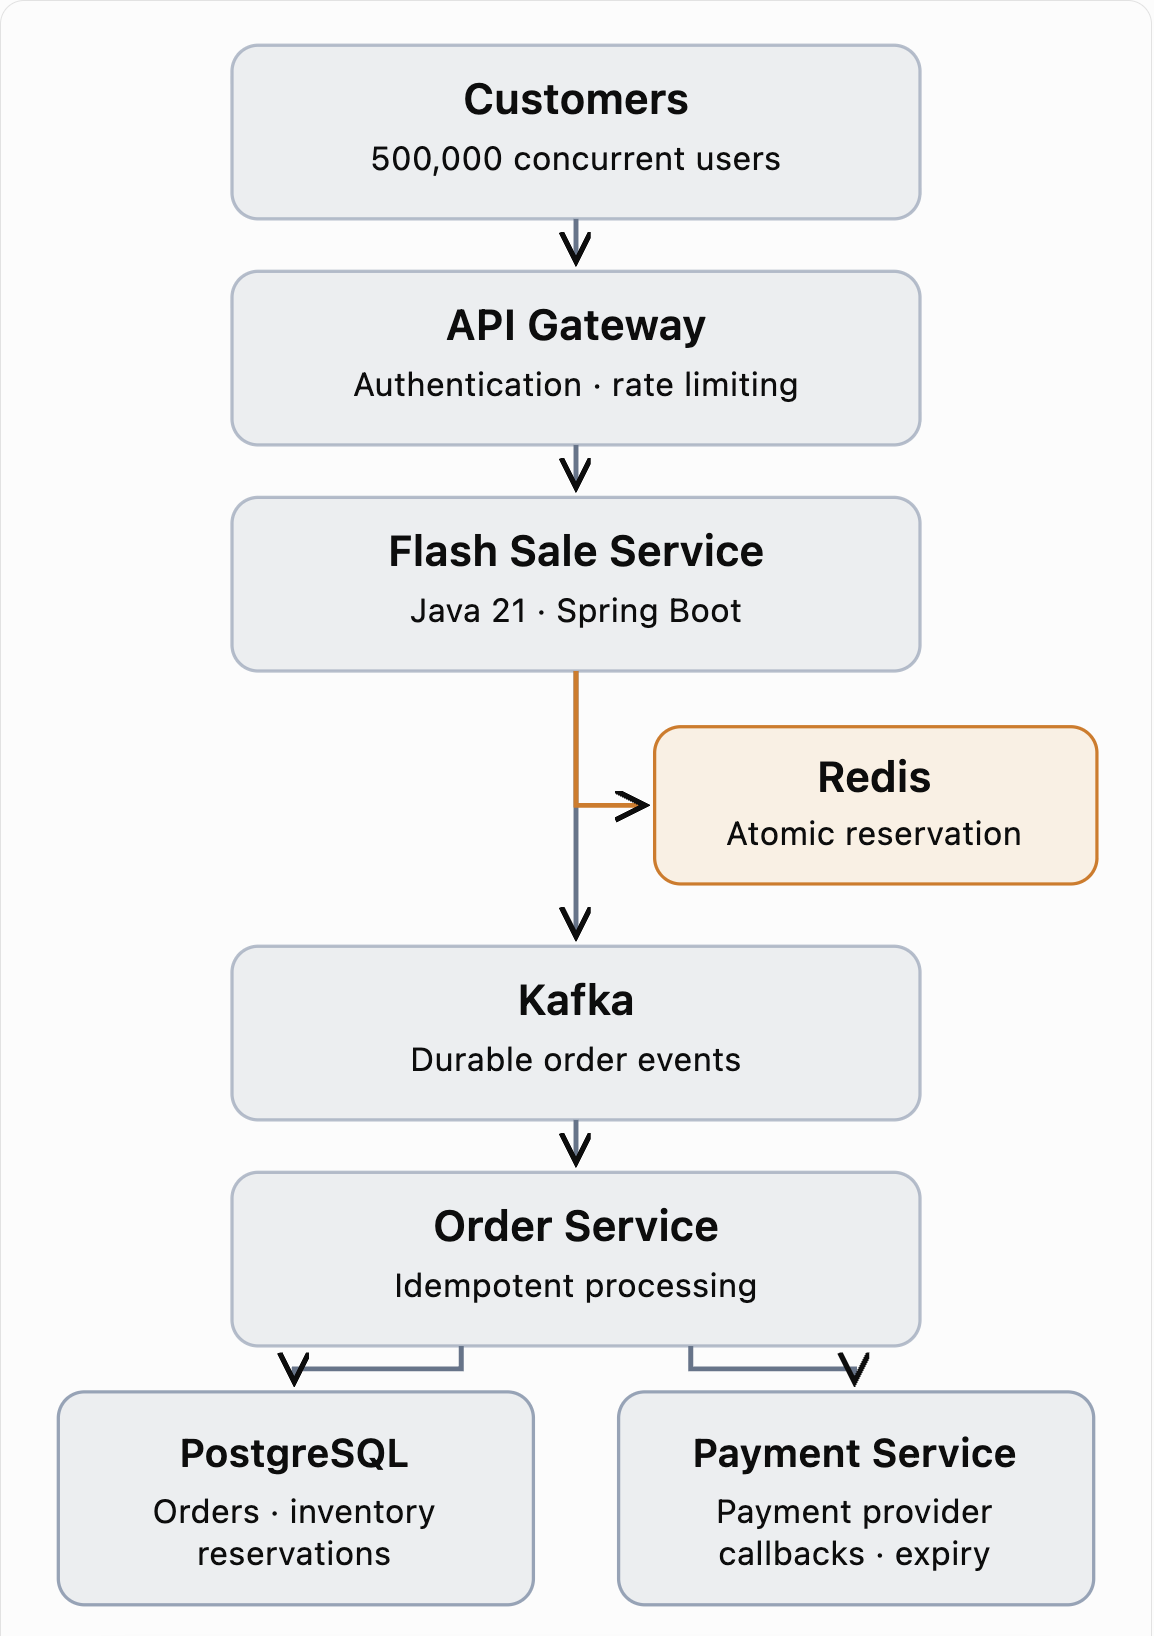 Customers
500,000 concurrent users
API Gateway
Authentication · rate limiting
Flash Sale Service
Java 21 · Spring Boot
Redis
Atomic reservation
Kafka
Durable order events
Order Service
Idempotent processing
PostgreSQL
Orders · inventory
reservations
Payment Service
Payment provider
callbacks · expiry